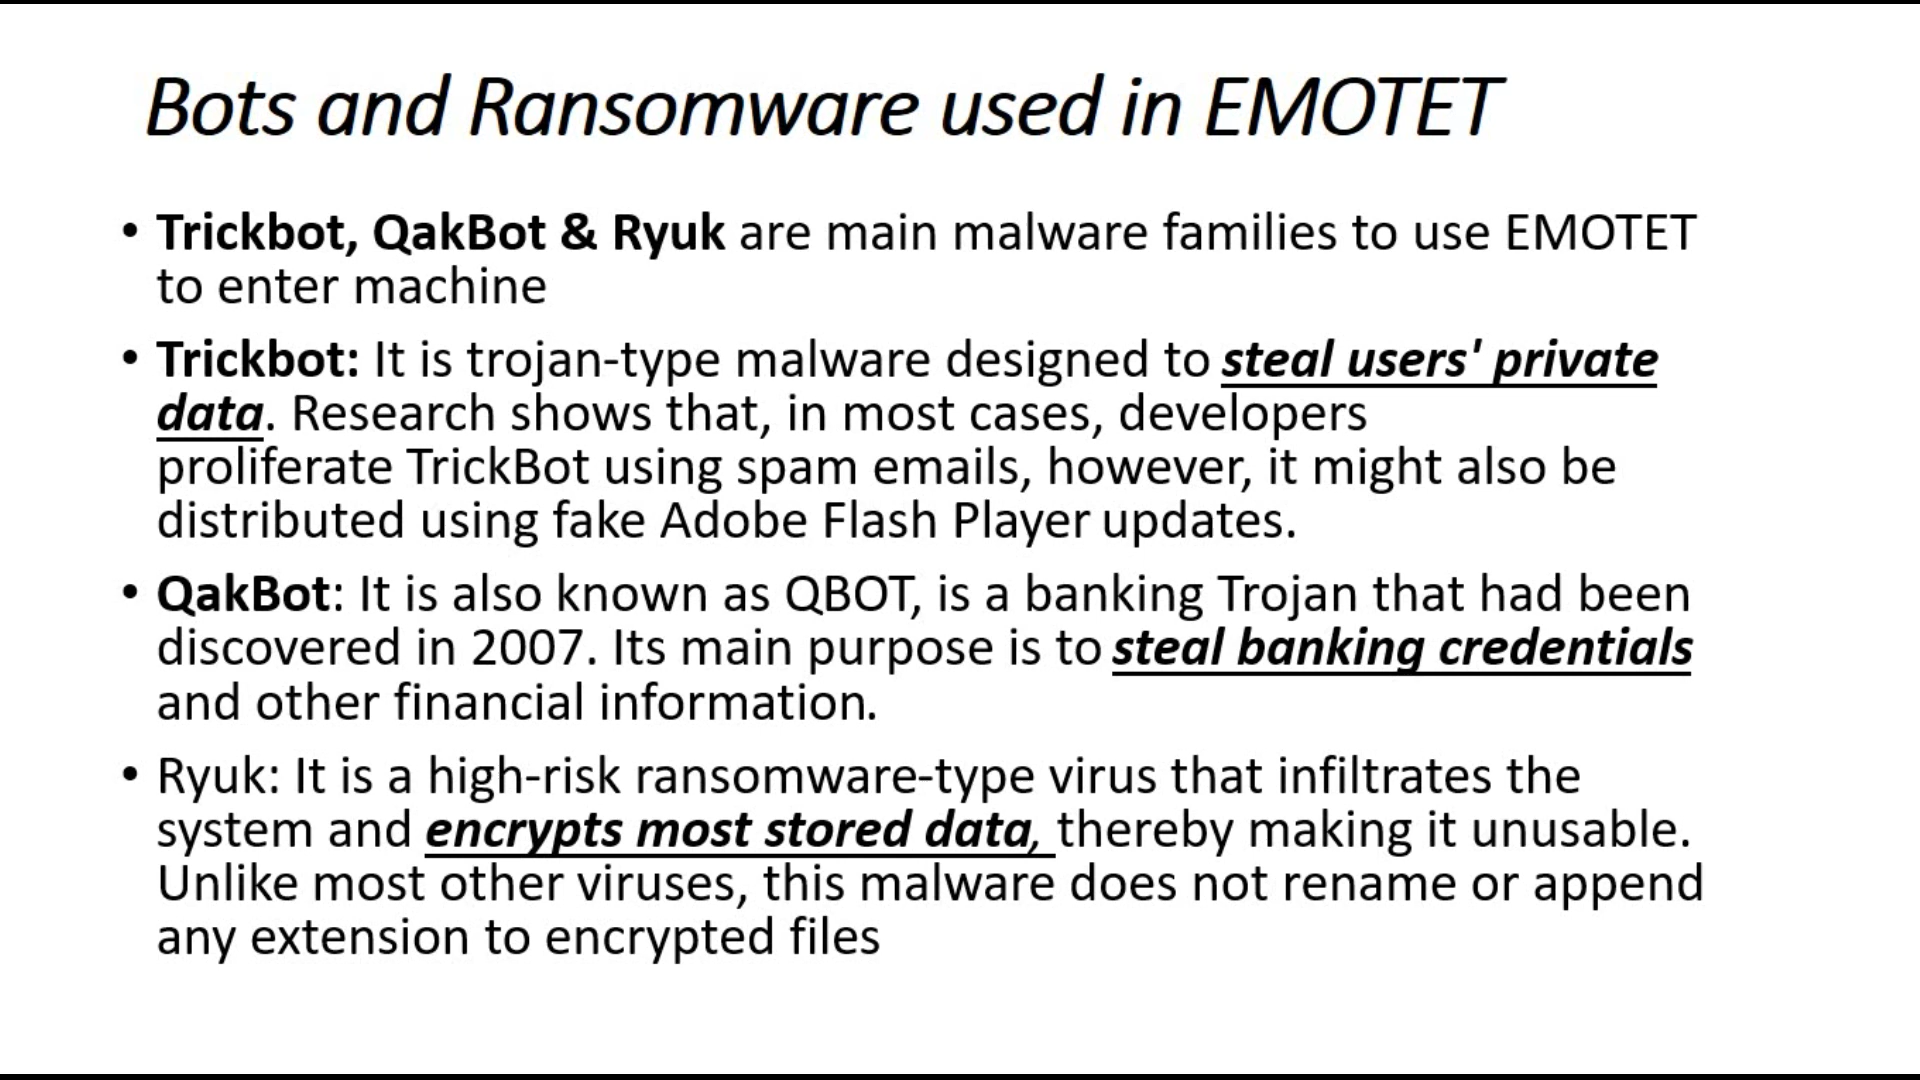 Bots and Ransomware used in EMOTET
• Trickbot, QakBot & Ryuk are main malware families to use EMOTET
to enter machine
• Trickbot: It is trojan-type malware designed to steal users' private
data. Research shows that, in most cases, developers
proliferate TrickBot using spam emails, however, it might also be
distributed using fake Adobe Flash Player updates.
• QakBot: It is also known as QBOT, is a banking Trojan that had been
discovered in 2007. Its main purpose is to steal banking credentials
and other financial information.
• Ryuk: It is a high-risk ransomware-type virus that infiltrates the
system and encrypts most stored data, thereby making it unusable.
Unlike most other viruses, this malware does not rename or append
any extension to encrypted files